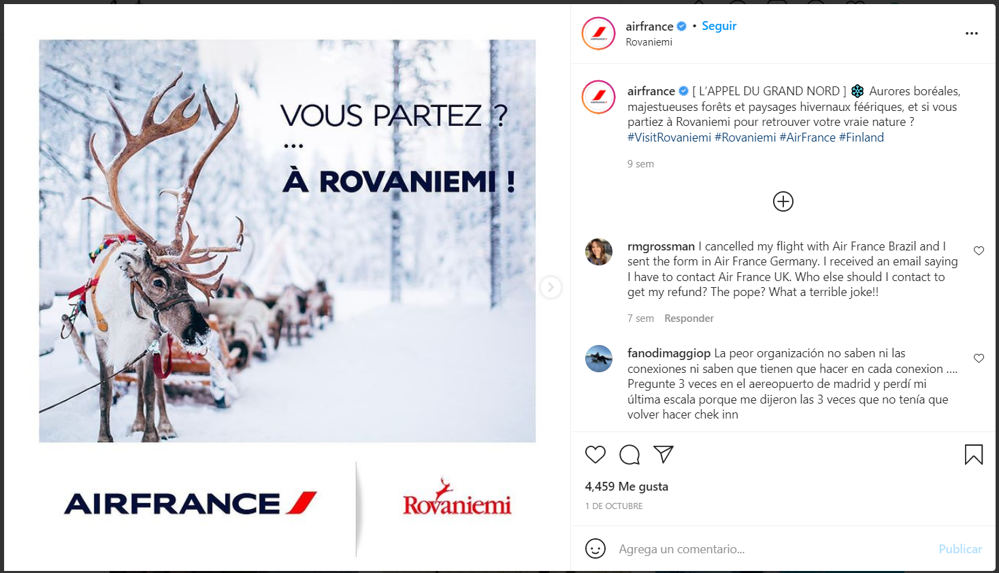 VOUS PARTEZ ?
...
À ROVANIEMI !
AIRFRANCE
Rovaniemi
airfrance • Seguir
Rovaniemi
airfrance [ L'APPEL DU GRAND NORD ] Aurores boréales,
majestueuses forêts et paysages hivernaux féériques, et si vous
partiez à Rovaniemi pour retrouver votre vraie nature ?
#VisitRovaniemi #Rovaniemi #AirFrance #Finland
9 sem
rmgrossman I cancelled my flight with Air France Brazil and I
sent the form in Air France Germany. I received an email saying
I have to contact Air France UK. Who else should I contact to
get my refund? The pope? What a terrible joke!!
7 sem Responder
fanodimaggiop La peor organización no saben ni las
conexiones ni saben que tienen que hacer en cada conexion ....
Pregunte 3 veces en el aereopuerto de madrid y perdí mi
última escala porque me dijeron las 3 veces que no tenía que
volver hacer chek inn
4,459 Me gusta
1 DE OCTUBRE
Agrega un comentario...
Publicar